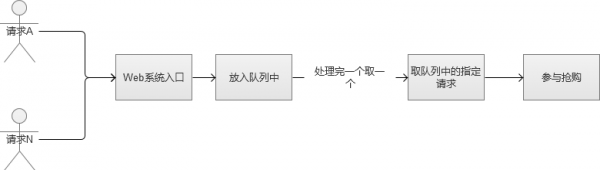 请求A
Web系统入口
放入队列中
处理完一个取一
个
取队列中的指定
请求
参与抢购
请求N